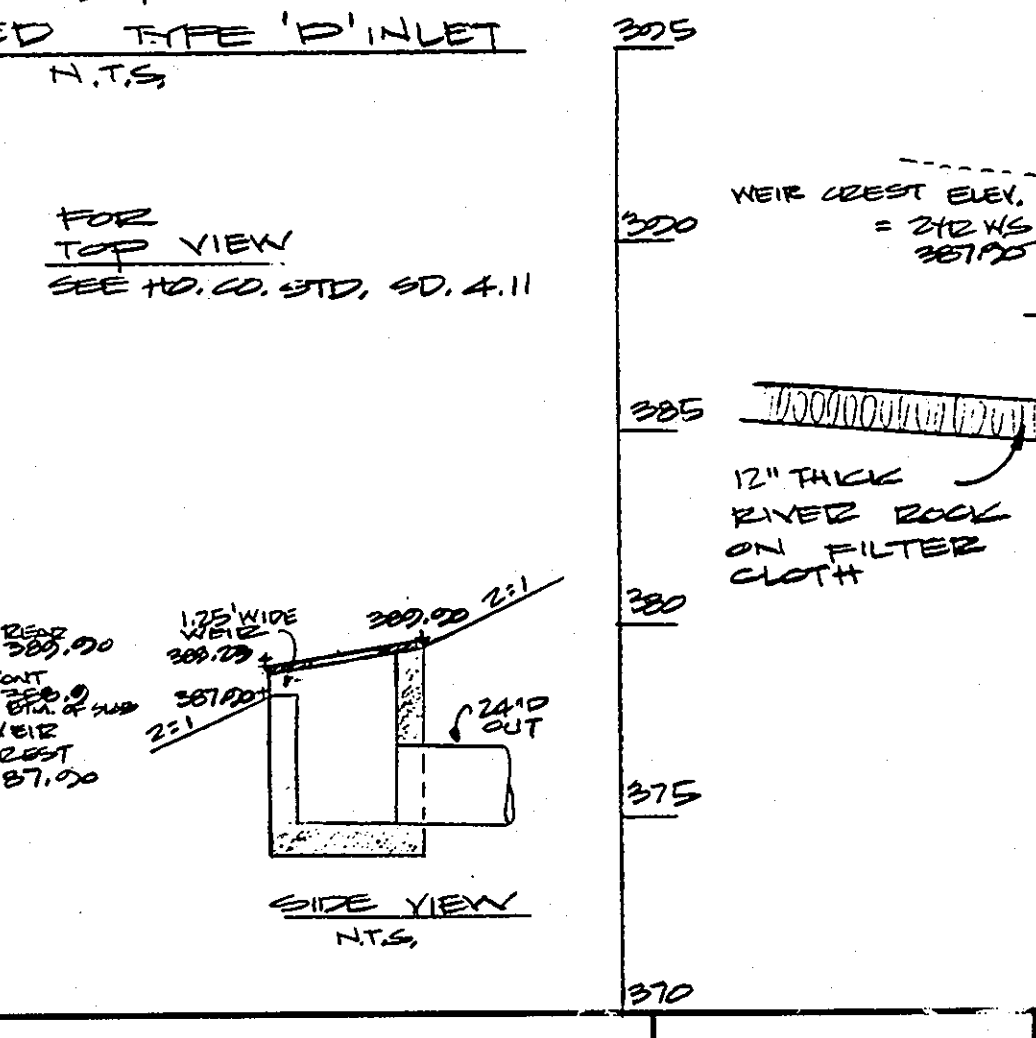 TYPE 'D' INLET
N.T.S.
FOR
TOP VIEW
SEE HO. CO. STD. SD. 4.11
395
390
385
380
375
370
WEIR CREST ELEV.
= 2YR WS
387.90
12" THICK
RIVER ROCK
ON FILTER
CLOTH
REAR
389.90
BTM. OF SLAB
CREST
87.90
1.25' WIDE
WEIR
389.23
387.90
389.90
2:1
2:1
24"D
OUT
SIDE VIEW
N.T.S.